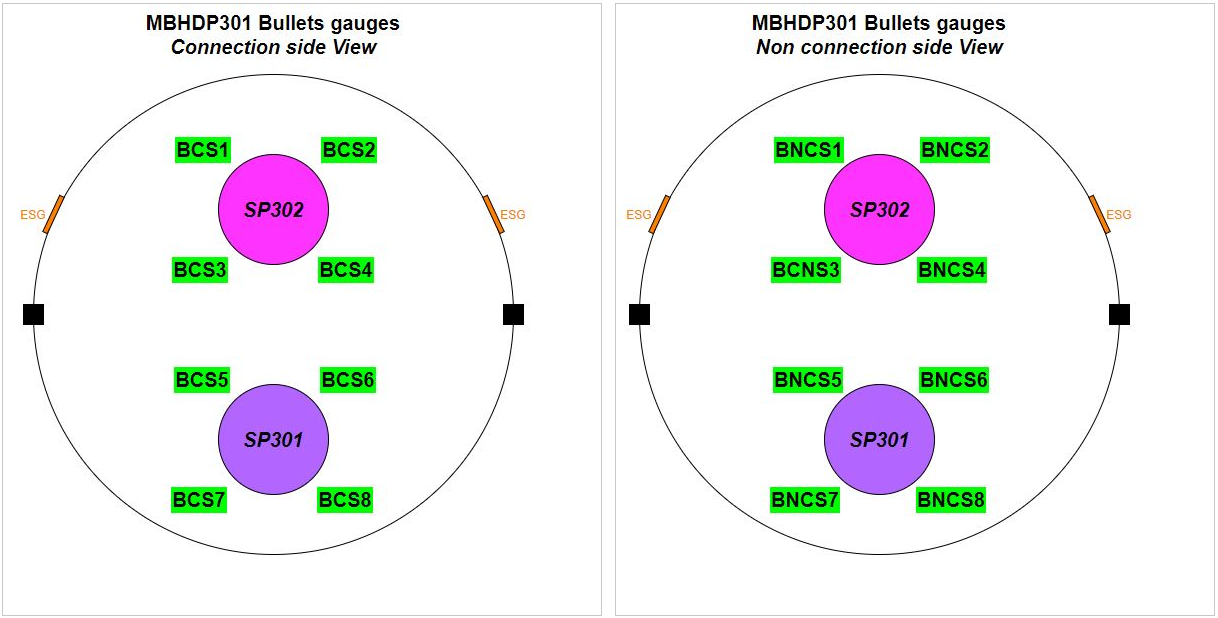 MBHDP301 Bullets gauges
Connection side View
BCS1 BCS2
SP302
ESG ESG
BCS3 BCS4
BCS5 BCS6
SP301
BCS7 BCS8
MBHDP301 Bullets gauges
Non connection side View
BNCS1 BNCS2
SP302
ESG ESG
BCNS3 BNCS4
BNCS5 BNCS6
SP301
BNCS7 BNCS8